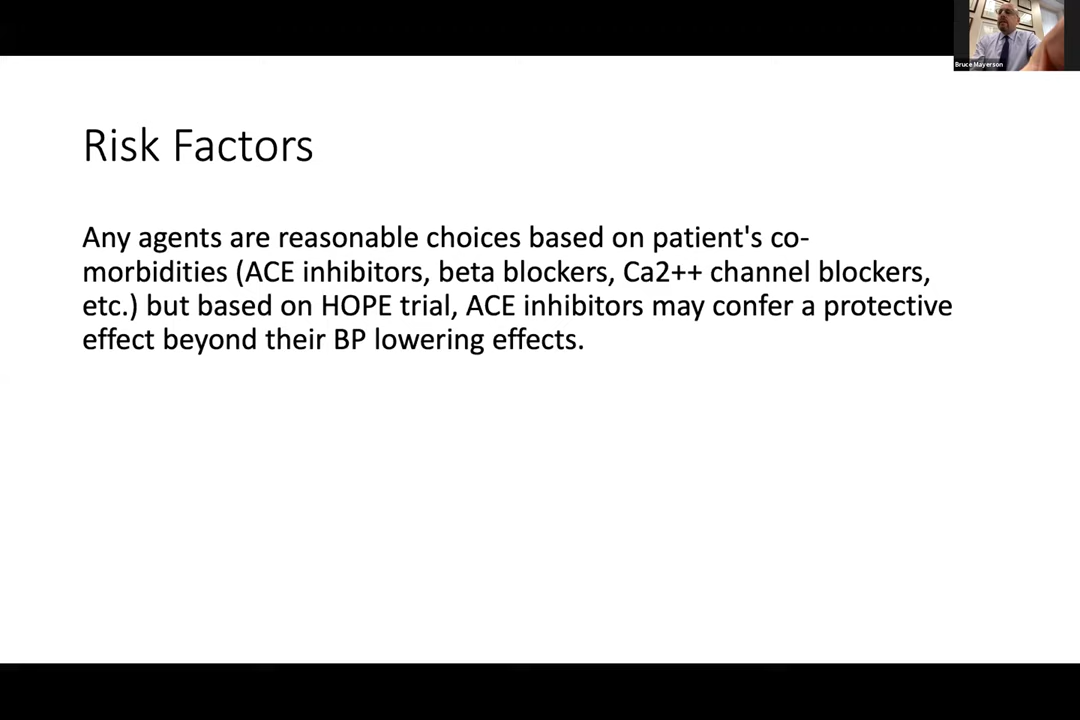 Bruce Mayerson
Risk Factors
Any agents are reasonable choices based on patient's co-
morbidities (ACE inhibitors, beta blockers, Ca2++ channel blockers,
etc.) but based on HOPE trial, ACE inhibitors may confer a protective
effect beyond their BP lowering effects.